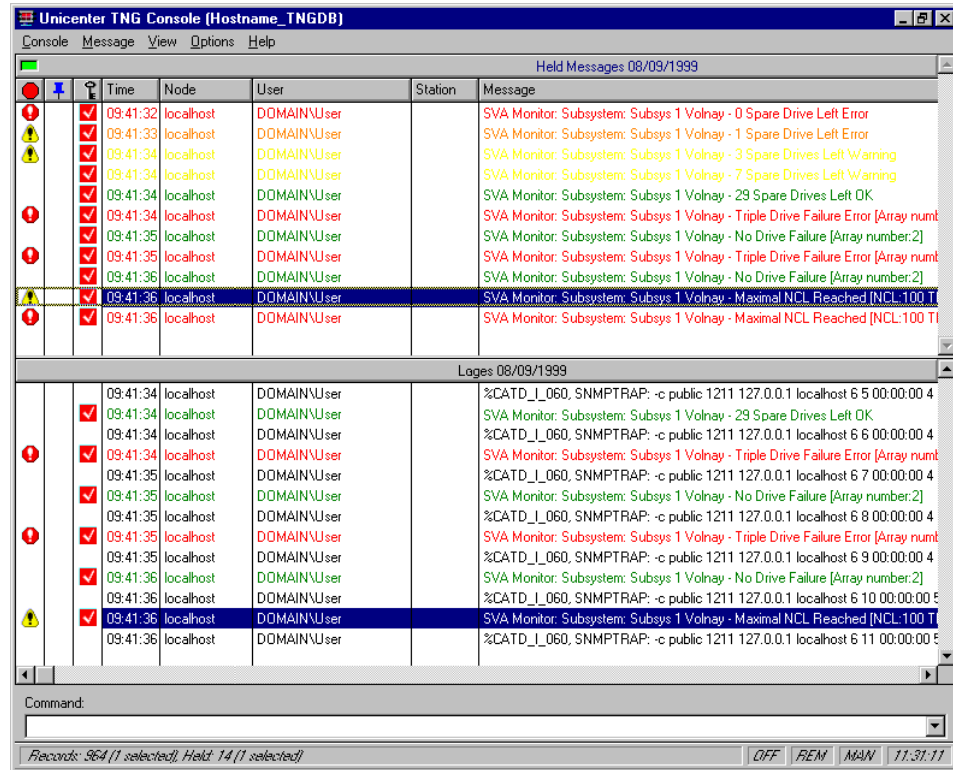 Unicenter TNG Console (Hostname_TNGDB)
Console Message View Options Help
Held Messages 08/09/1999
Time Node User Station Message
09:41:32 localhost DOMAIN\User SVA Monitor: Subsystem: Subsys 1 Volnay - 0 Spare Drive Left Error
09:41:33 localhost DOMAIN\User SVA Monitor: Subsystem: Subsys 1 Volnay - 1 Spare Drive Left Error
09:41:34 localhost DOMAIN\User SVA Monitor: Subsystem: Subsys 1 Volnay - 3 Spare Drives Left Warning
09:41:34 localhost DOMAIN\User SVA Monitor: Subsystem: Subsys 1 Volnay - 7 Spare Drives Left Warning
09:41:34 localhost DOMAIN\User SVA Monitor: Subsystem: Subsys 1 Volnay - 29 Spare Drives Left OK
09:41:34 localhost DOMAIN\User SVA Monitor: Subsystem: Subsys 1 Volnay - Triple Drive Failure Error [Array numb
09:41:35 localhost DOMAIN\User SVA Monitor: Subsystem: Subsys 1 Volnay - No Drive Failure [Array number:2]
09:41:35 localhost DOMAIN\User SVA Monitor: Subsystem: Subsys 1 Volnay - Triple Drive Failure Error [Array numb
09:41:36 localhost DOMAIN\User SVA Monitor: Subsystem: Subsys 1 Volnay - No Drive Failure [Array number:2]
09:41:36 localhost DOMAIN\User SVA Monitor: Subsystem: Subsys 1 Volnay - Maximal NCL Reached [NCL:100 T
09:41:36 localhost DOMAIN\User SVA Monitor: Subsystem: Subsys 1 Volnay - Maximal NCL Reached [NCL:100 T
Loges 08/09/1999
09:41:34 localhost DOMAIN\User %CATD_I_060, SNMPTRAP: -c public 1211 127.0.0.1 localhost 6 5 00:00:00 4
09:41:34 localhost DOMAIN\User SVA Monitor: Subsystem: Subsys 1 Volnay - 29 Spare Drives Left OK
09:41:34 localhost DOMAIN\User %CATD_I_060, SNMPTRAP: -c public 1211 127.0.0.1 localhost 6 6 00:00:00 4
09:41:34 localhost DOMAIN\User SVA Monitor: Subsystem: Subsys 1 Volnay - Triple Drive Failure Error [Array numb
09:41:35 localhost DOMAIN\User %CATD_I_060, SNMPTRAP: -c public 1211 127.0.0.1 localhost 6 7 00:00:00 4
09:41:35 localhost DOMAIN\User SVA Monitor: Subsystem: Subsys 1 Volnay - No Drive Failure [Array number:2]
09:41:35 localhost DOMAIN\User %CATD_I_060, SNMPTRAP: -c public 1211 127.0.0.1 localhost 6 8 00:00:00 4
09:41:35 localhost DOMAIN\User SVA Monitor: Subsystem: Subsys 1 Volnay - Triple Drive Failure Error [Array numb
09:41:35 localhost DOMAIN\User %CATD_I_060, SNMPTRAP: -c public 1211 127.0.0.1 localhost 6 9 00:00:00 4
09:41:36 localhost DOMAIN\User SVA Monitor: Subsystem: Subsys 1 Volnay - No Drive Failure [Array number:2]
09:41:36 localhost DOMAIN\User %CATD_I_060, SNMPTRAP: -c public 1211 127.0.0.1 localhost 6 10 00:00:00 5
09:41:36 localhost DOMAIN\User SVA Monitor: Subsystem: Subsys 1 Volnay - Maximal NCL Reached [NCL:100 T
09:41:36 localhost DOMAIN\User %CATD_I_060, SNMPTRAP: -c public 1211 127.0.0.1 localhost 6 11 00:00:00 5
Command:
Records: 964 (1 selected), Held: 14 (1 selected) OFF REM MAN 11:31:11